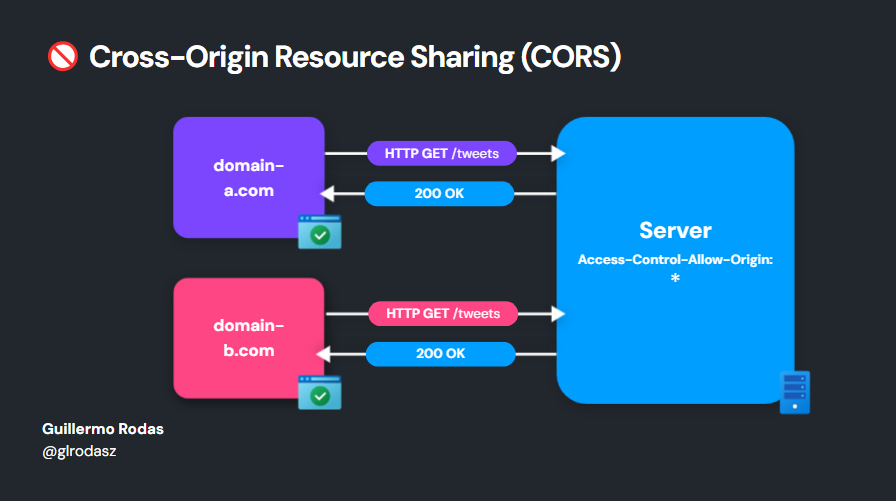 Cross-Origin Resource Sharing (CORS)
domain-
a.com
HTTP GET /tweets
200 OK
Server
Access-Control-Allow-Origin:
*
domain-
b.com
HTTP GET /tweets
200 OK
Guillermo Rodas
@glrodasz